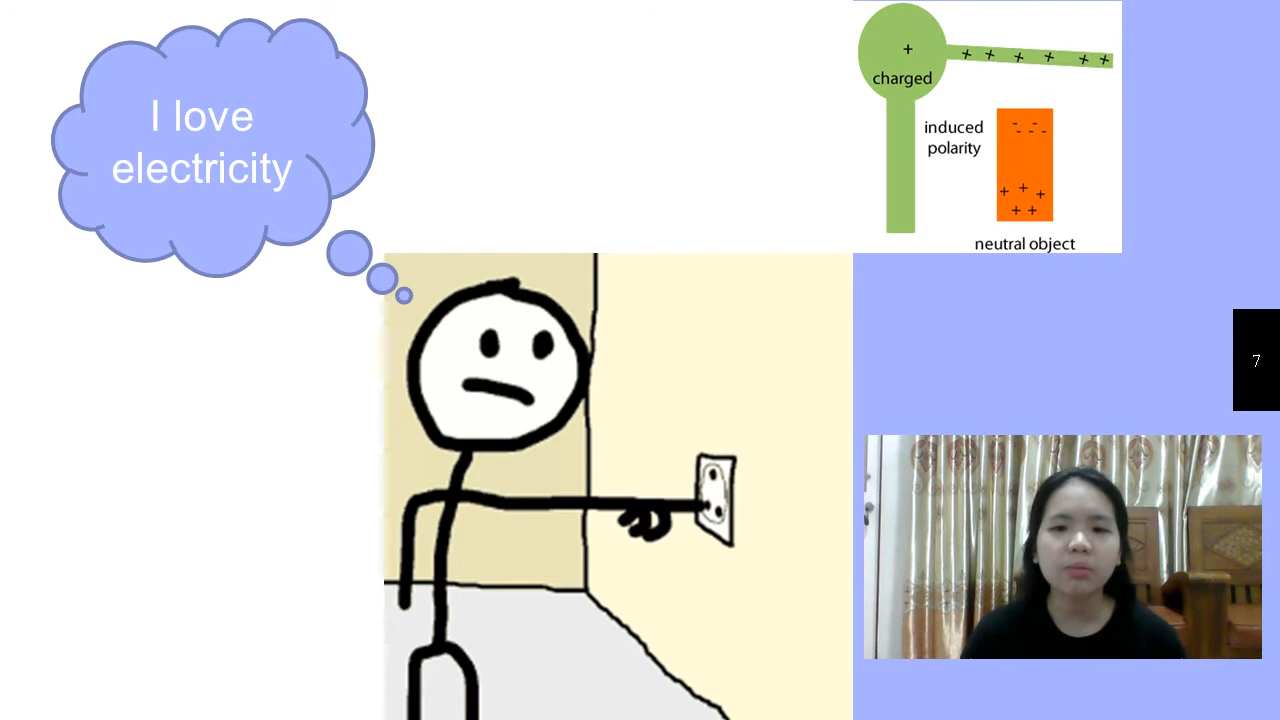 I love
electricity
+
+ + + + + +
charged
induced
polarity
- -
- - -
+ + +
+ +
neutral object
7